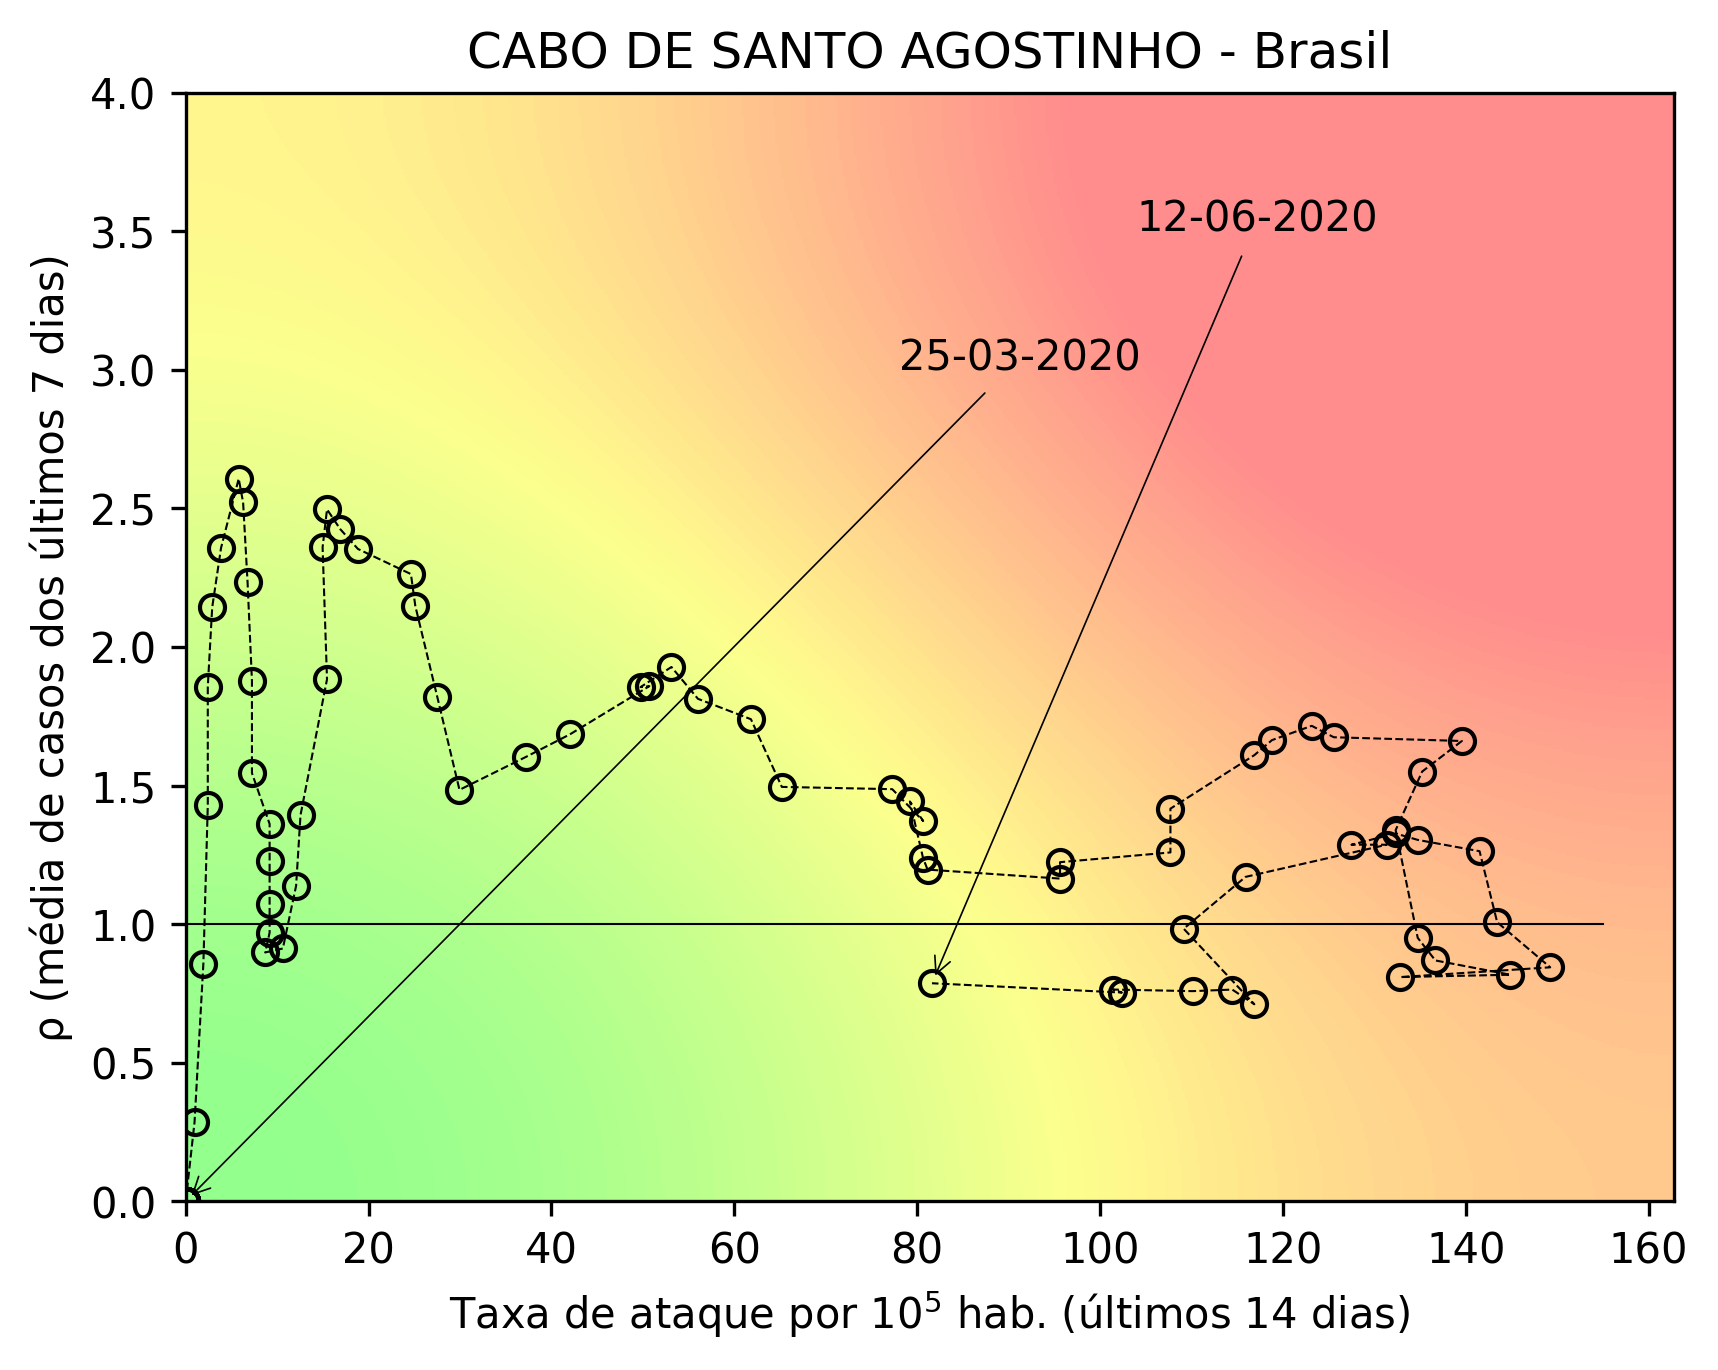 CABO DE SANTO AGOSTINHO - Brasil
4.0
3.5
3.0
2.5
2.0
1.5
1.0
0.5
0.0
ρ (média de casos dos últimos 7 dias)
12-06-2020
25-03-2020
0 20 40 60 80 100 120 140 160
Taxa de ataque por 10⁵ hab. (últimos 14 dias)